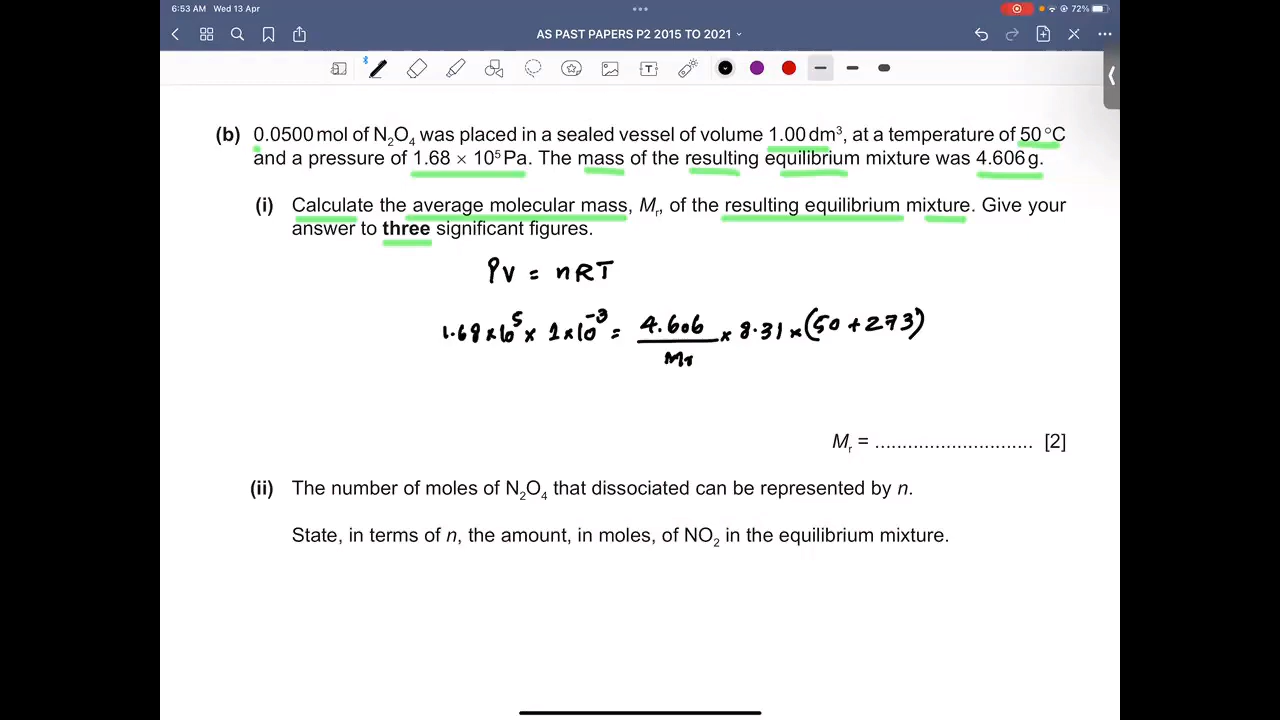 6:53 AM Wed 13 Apr
72%
AS PAST PAPERS P2 2015 TO 2021
(b) 0.0500 mol of N₂O₄ was placed in a sealed vessel of volume 1.00 dm³, at a temperature of 50 °C
and a pressure of 1.68 × 10⁵ Pa. The mass of the resulting equilibrium mixture was 4.606 g.
(i) Calculate the average molecular mass, Mᵣ, of the resulting equilibrium mixture. Give your
answer to three significant figures.
PV = nRT
1.68×10⁵ × 1×10⁻³ = 4.606/Mr × 8.31 × (50+273)
Mᵣ = ............................ [2]
(ii) The number of moles of N₂O₄ that dissociated can be represented by n.
State, in terms of n, the amount, in moles, of NO₂ in the equilibrium mixture.